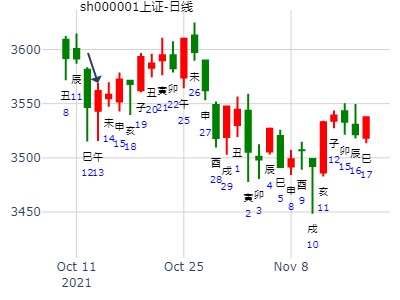 sh000001上证-日线
3600
3550
3500
3450
丑
8
辰
11
巳
12
午
13
未
14
申
15
亥
18
子
19
丑
20
寅
21
卯
22
午
25
未
26
申
27
酉
28
戌
29
丑
1
寅
2
卯
3
辰
4
巳
5
申
8
酉
9
戌
10
亥
11
子
12
卯
15
辰
16
巳
17
Oct 11
2021
Oct 25
Nov 8